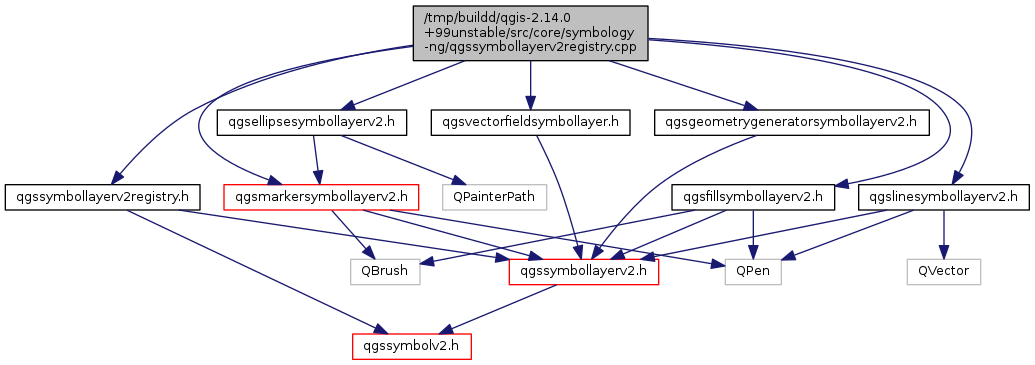 /tmp/buildd/qgis-2.14.0
+99unstable/src/core/symbology
-ng/qgssymbollayerv2registry.cpp
qgsellipsesymbollayerv2.h
qgsvectorfieldsymbollayer.h
qgsgeometrygeneratorsymbollayerv2.h
qgssymbollayerv2registry.h
qgsmarkersymbollayerv2.h
QPainterPath
qgsfillsymbollayerv2.h
qgslinesymbollayerv2.h
QBrush
qgssymbollayerv2.h
QPen
QVector
qgssymbolv2.h